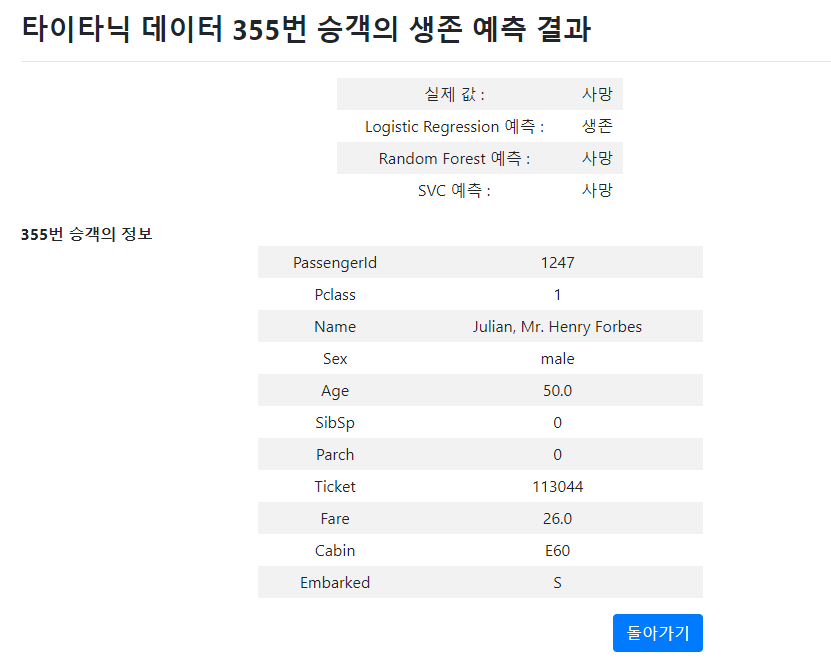 타이타닉 데이터 355번 승객의 생존 예측 결과
실제 값 : 사망
Logistic Regression 예측 : 생존
Random Forest 예측 : 사망
SVC 예측 : 사망
355번 승객의 정보
PassengerId 1247
Pclass 1
Name Julian, Mr. Henry Forbes
Sex male
Age 50.0
SibSp 0
Parch 0
Ticket 113044
Fare 26.0
Cabin E60
Embarked S
돌아가기